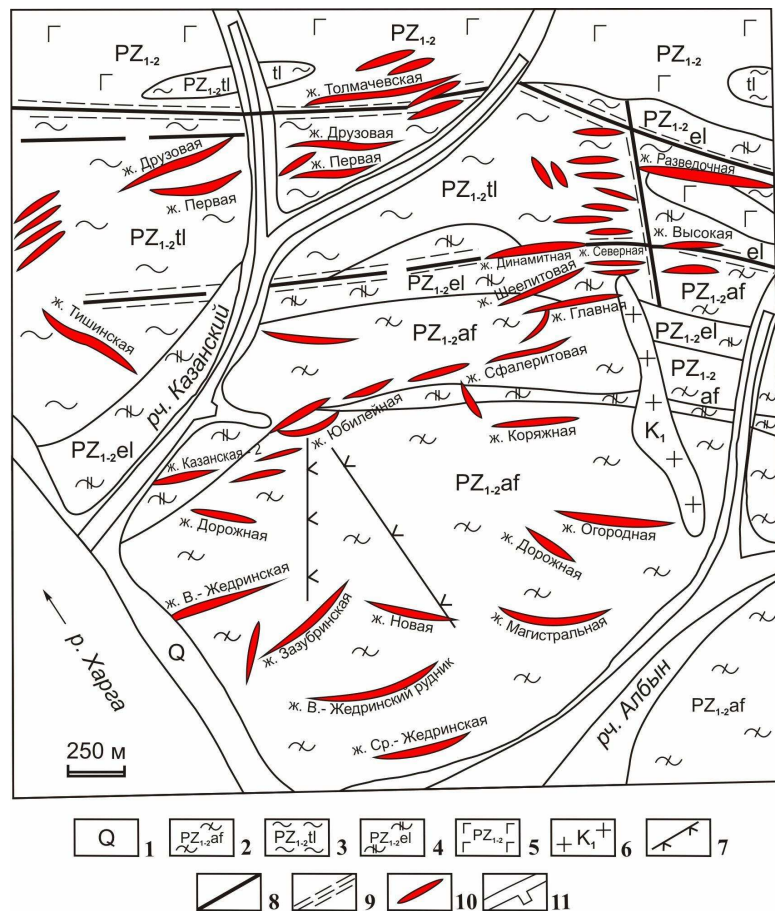 PZ₁₋₂
PZ₁₋₂
PZ₁₋₂
tl
PZ₁₋₂tl
tl
ж. Толмачевская
PZ₁₋₂el
ж. Друзовая
ж. Друзовая
ж. Разведочная
ж. Первая
ж. Первая
PZ₁₋₂tl
PZ₁₋₂tl
ж. Высокая
ж. Северная
el
ж. Динамитная
PZ₁₋₂el
ж. Шеелитовая
PZ₁₋₂af
ж. Главная
ж. Тишинская
PZ₁₋₂af
PZ₁₋₂el
рч. Казанский
ж. Сфалеритовая
PZ₁₋₂
af
ж. Юбилейная
K₁
ж. Коряжная
PZ₁₋₂el
ж. Казанская - 2
PZ₁₋₂af
ж. Дорожная
ж. Огородная
ж. Дорожная
ж. В.- Жедринская
ж. Зазубринская
ж. Новая
ж. Магистральная
р. Харга
Q
ж. В.- Жедринский рудник
рч. Албын
PZ₁₋₂af
ж. Ср.- Жедринская
250 м
Q 1
PZ₁₋₂af 2
PZ₁₋₂tl 3
PZ₁₋₂el 4
PZ₁₋₂ 5
K₁ 6
7
8
9
10
11